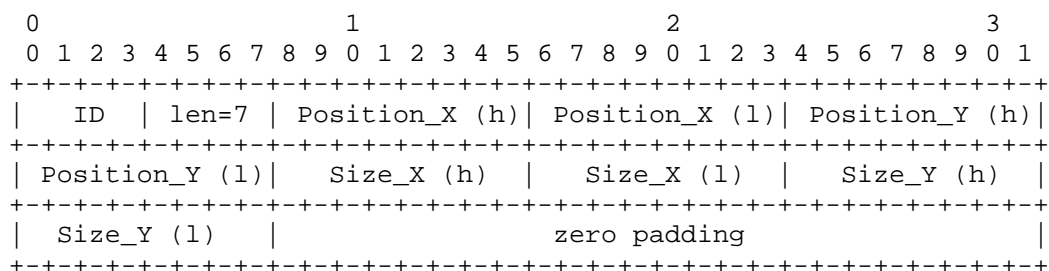 0                   1                   2                   3
 0 1 2 3 4 5 6 7 8 9 0 1 2 3 4 5 6 7 8 9 0 1 2 3 4 5 6 7 8 9 0 1
+-+-+-+-+-+-+-+-+-+-+-+-+-+-+-+-+-+-+-+-+-+-+-+-+-+-+-+-+-+-+-+-+
|   ID  | len=7 | Position_X (h)| Position_X (l)| Position_Y (h)|
+-+-+-+-+-+-+-+-+-+-+-+-+-+-+-+-+-+-+-+-+-+-+-+-+-+-+-+-+-+-+-+-+
| Position_Y (l)|   Size_X (h)  |   Size_X (l)  |   Size_Y (h)  |
+-+-+-+-+-+-+-+-+-+-+-+-+-+-+-+-+-+-+-+-+-+-+-+-+-+-+-+-+-+-+-+-+
|  Size_Y (l)   |                 zero padding                  |
+-+-+-+-+-+-+-+-+-+-+-+-+-+-+-+-+-+-+-+-+-+-+-+-+-+-+-+-+-+-+-+-+